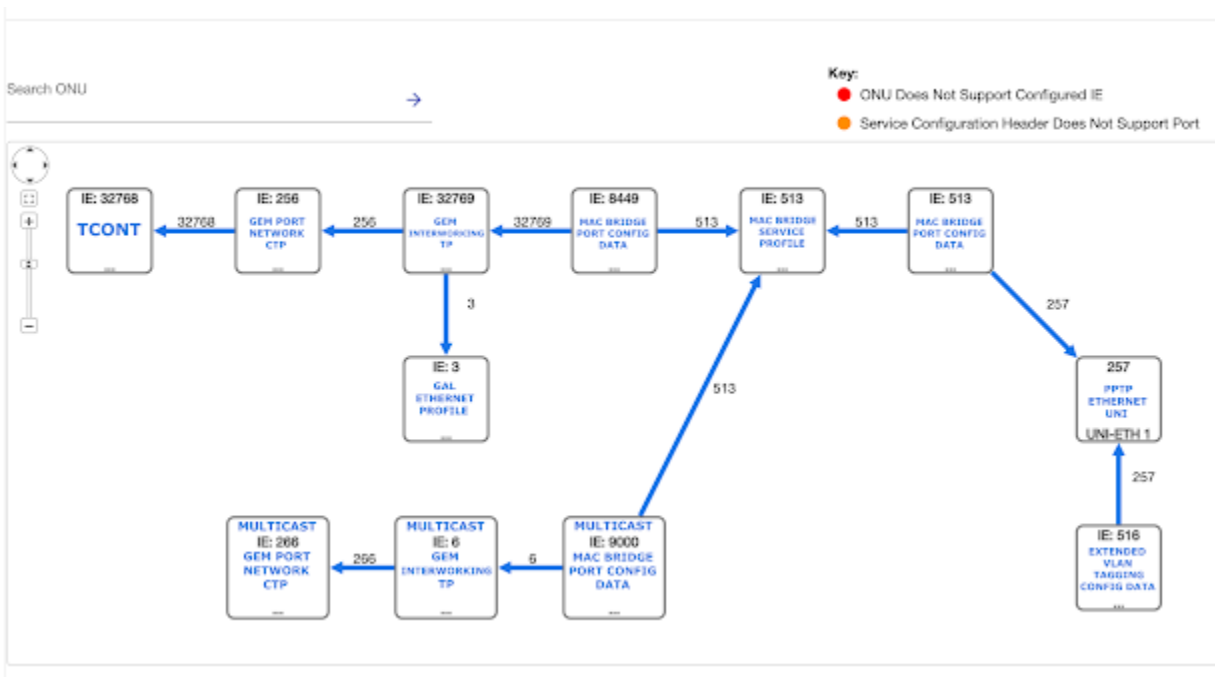 Key:
Search ONU
ONU Does Not Support Configured IE
Service Configuration Header Does Not Support Port
IE: 32768
TCONT
32768
IE: 256
GEM PORT
NETWORK
CTP
256
IE: 32769
GEM
INTERWORKING
TP
32769
IE: 8449
MAC BRIDGE
PORT CONFIG
DATA
513
IE: 513
MAC BRIDGE
SERVICE
PROFILE
513
IE: 513
MAC BRIDGE
PORT CONFIG
DATA
3
257
IE: 3
GAL
ETHERNET
PROFILE
513
257
PPTP
ETHERNET
UNI
UNI-ETH 1
257
MULTICAST
IE: 266
GEM PORT
NETWORK
CTP
266
MULTICAST
IE: 6
GEM
INTERWORKING
TP
6
MULTICAST
IE: 9000
MAC BRIDGE
PORT CONFIG
DATA
IE: 516
EXTENDED
VLAN
TAGGING
CONFIG DATA